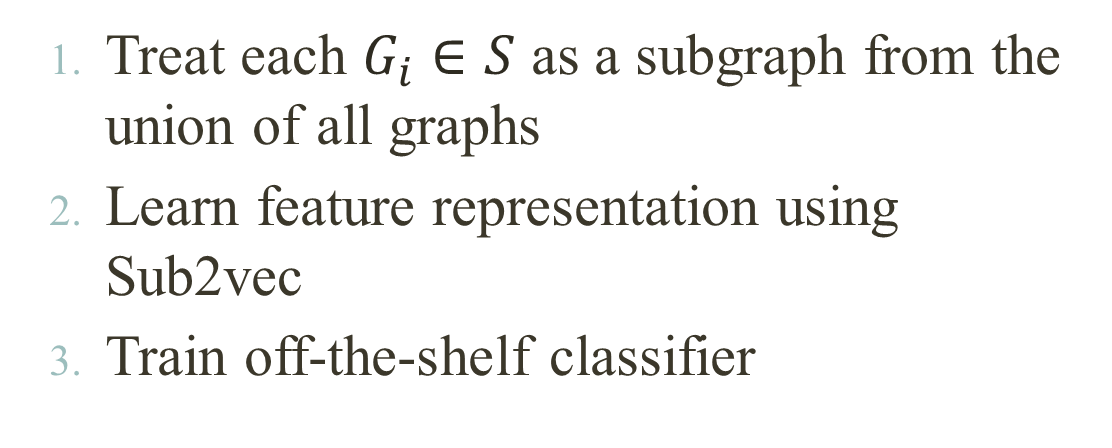 1. Treat each 𝐺ᵢ ∈ 𝑆 as a subgraph from the
union of all graphs
2. Learn feature representation using
Sub2vec
3. Train off-the-shelf classifier